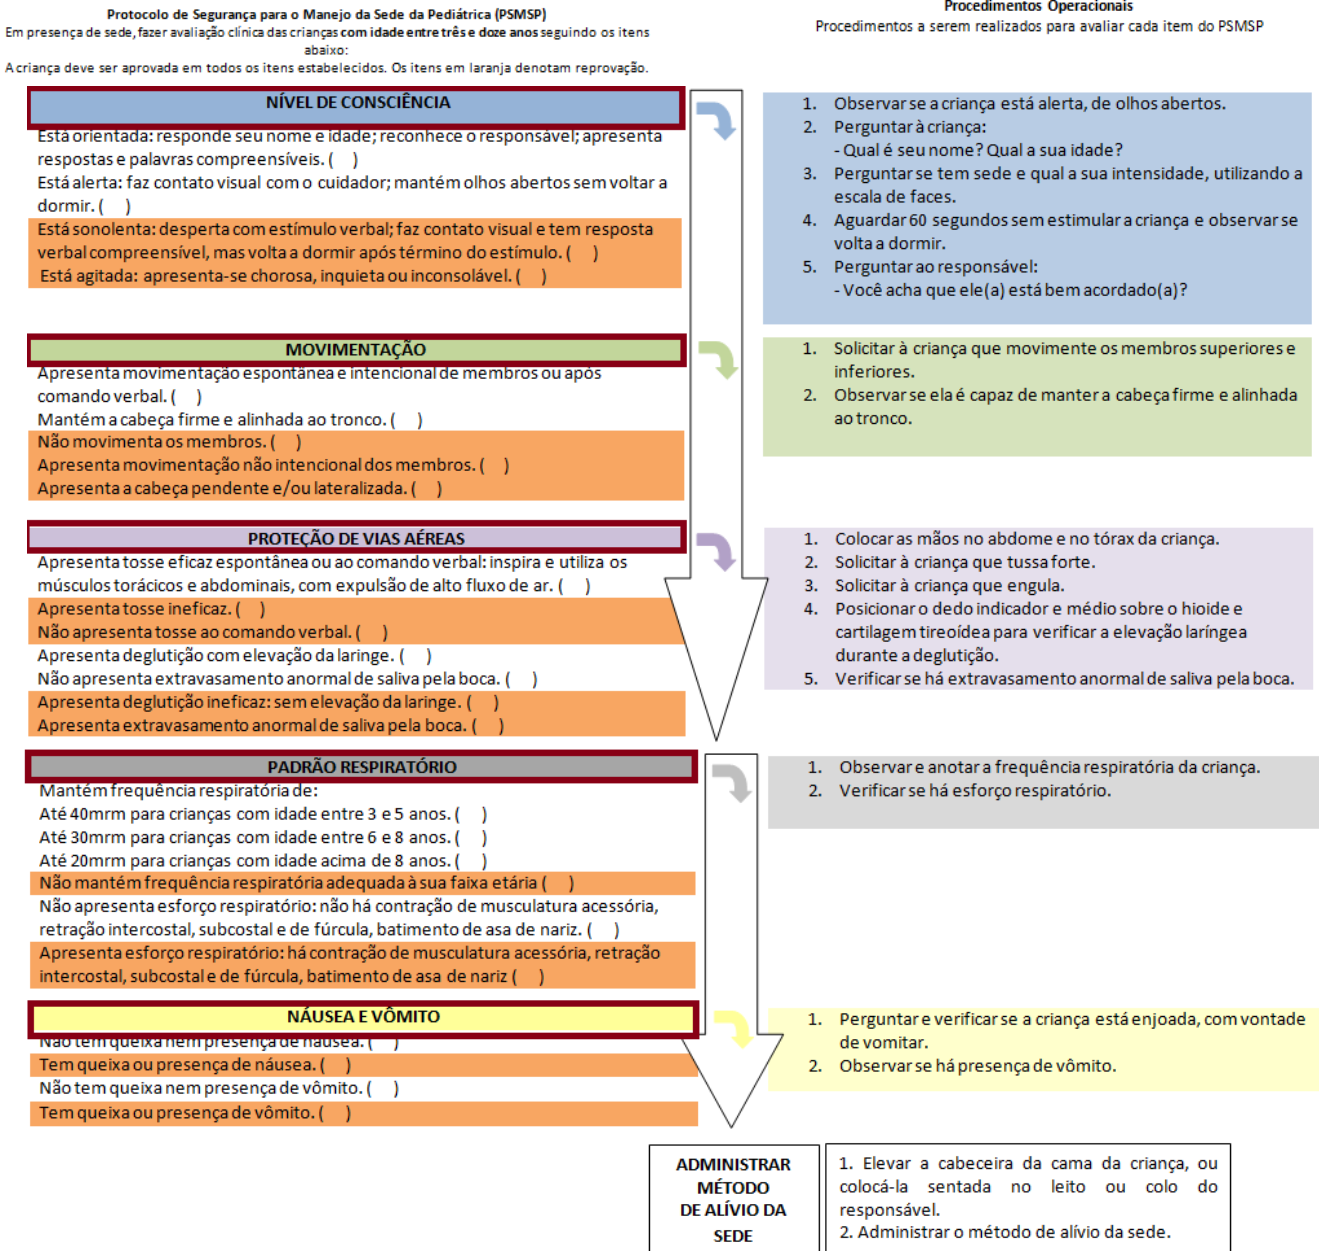 Protocolo de Segurança para o Manejo da Sede da Pediátrica (PSMSP)
Em presença de sede, fazer avaliação clínica das crianças com idade entre três e doze anos seguindo os itens
abaixo:
A criança deve ser aprovada em todos os itens estabelecidos. Os itens em laranja denotam reprovação.
NÍVEL DE CONSCIÊNCIA
Está orientada: responde seu nome e idade; reconhece o responsável; apresenta
respostas e palavras compreensíveis. ( )
Está alerta: faz contato visual com o cuidador; mantém olhos abertos sem voltar a
dormir. ( )
Está sonolenta: desperta com estímulo verbal; faz contato visual e tem resposta
verbal compreensível, mas volta a dormir após término do estímulo. ( )
Está agitada: apresenta-se chorosa, inquieta ou inconsolável. ( )
MOVIMENTAÇÃO
Apresenta movimentação espontânea e intencional de membros ou após
comando verbal. ( )
Mantém a cabeça firme e alinhada ao tronco. ( )
Não movimenta os membros. ( )
Apresenta movimentação não intencional dos membros. ( )
Apresenta a cabeça pendente e/ou lateralizada. ( )
PROTEÇÃO DE VIAS AÉREAS
Apresenta tosse eficaz espontânea ou ao comando verbal: inspira e utiliza os
músculos torácicos e abdominais, com expulsão de alto fluxo de ar. ( )
Apresenta tosse ineficaz. ( )
Não apresenta tosse ao comando verbal. ( )
Apresenta deglutição com elevação da laringe. ( )
Não apresenta extravasamento anormal de saliva pela boca. ( )
Apresenta deglutição ineficaz: sem elevação da laringe. ( )
Apresenta extravasamento anormal de saliva pela boca. ( )
PADRÃO RESPIRATÓRIO
Mantém frequência respiratória de:
Até 40mrm para crianças com idade entre 3 e 5 anos. ( )
Até 30mrm para crianças com idade entre 6 e 8 anos. ( )
Até 20mrm para crianças com idade acima de 8 anos. ( )
Não mantém frequência respiratória adequada à sua faixa etária ( )
Não apresenta esforço respiratório: não há contração de musculatura acessória,
retração intercostal, subcostal e de fúrcula, batimento de asa de nariz. ( )
Apresenta esforço respiratório: há contração de musculatura acessória, retração
intercostal, subcostal e de fúrcula, batimento de asa de nariz ( )
NÁUSEA E VÔMITO
Não tem queixa nem presença de náusea. ( )
Tem queixa ou presença de náusea. ( )
Não tem queixa nem presença de vômito. ( )
Tem queixa ou presença de vômito. ( )
Procedimentos Operacionais
Procedimentos a serem realizados para avaliar cada item do PSMSP
1. Observar se a criança está alerta, de olhos abertos.
2. Perguntar à criança:
- Qual é seu nome? Qual a sua idade?
3. Perguntar se tem sede e qual a sua intensidade, utilizando a
escala de faces.
4. Aguardar 60 segundos sem estimular a criança e observar se
volta a dormir.
5. Perguntar ao responsável:
- Você acha que ele(a) está bem acordado(a)?
1. Solicitar à criança que movimente os membros superiores e
inferiores.
2. Observar se ela é capaz de manter a cabeça firme e alinhada
ao tronco.
1. Colocar as mãos no abdome e no tórax da criança.
2. Solicitar à criança que tussa forte.
3. Solicitar à criança que engula.
4. Posicionar o dedo indicador e médio sobre o hioide e
cartilagem tireoídea para verificar a elevação laríngea
durante a deglutição.
5. Verificar se há extravasamento anormal de saliva pela boca.
1. Observar e anotar a frequência respiratória da criança.
2. Verificar se há esforço respiratório.
1. Perguntar e verificar se a criança está enjoada, com vontade
de vomitar.
2. Observar se há presença de vômito.
ADMINISTRAR
MÉTODO
DE ALÍVIO DA
SEDE
1. Elevar a cabeceira da cama da criança, ou
colocá-la sentada no leito ou colo do
responsável.
2. Administrar o método de alívio da sede.